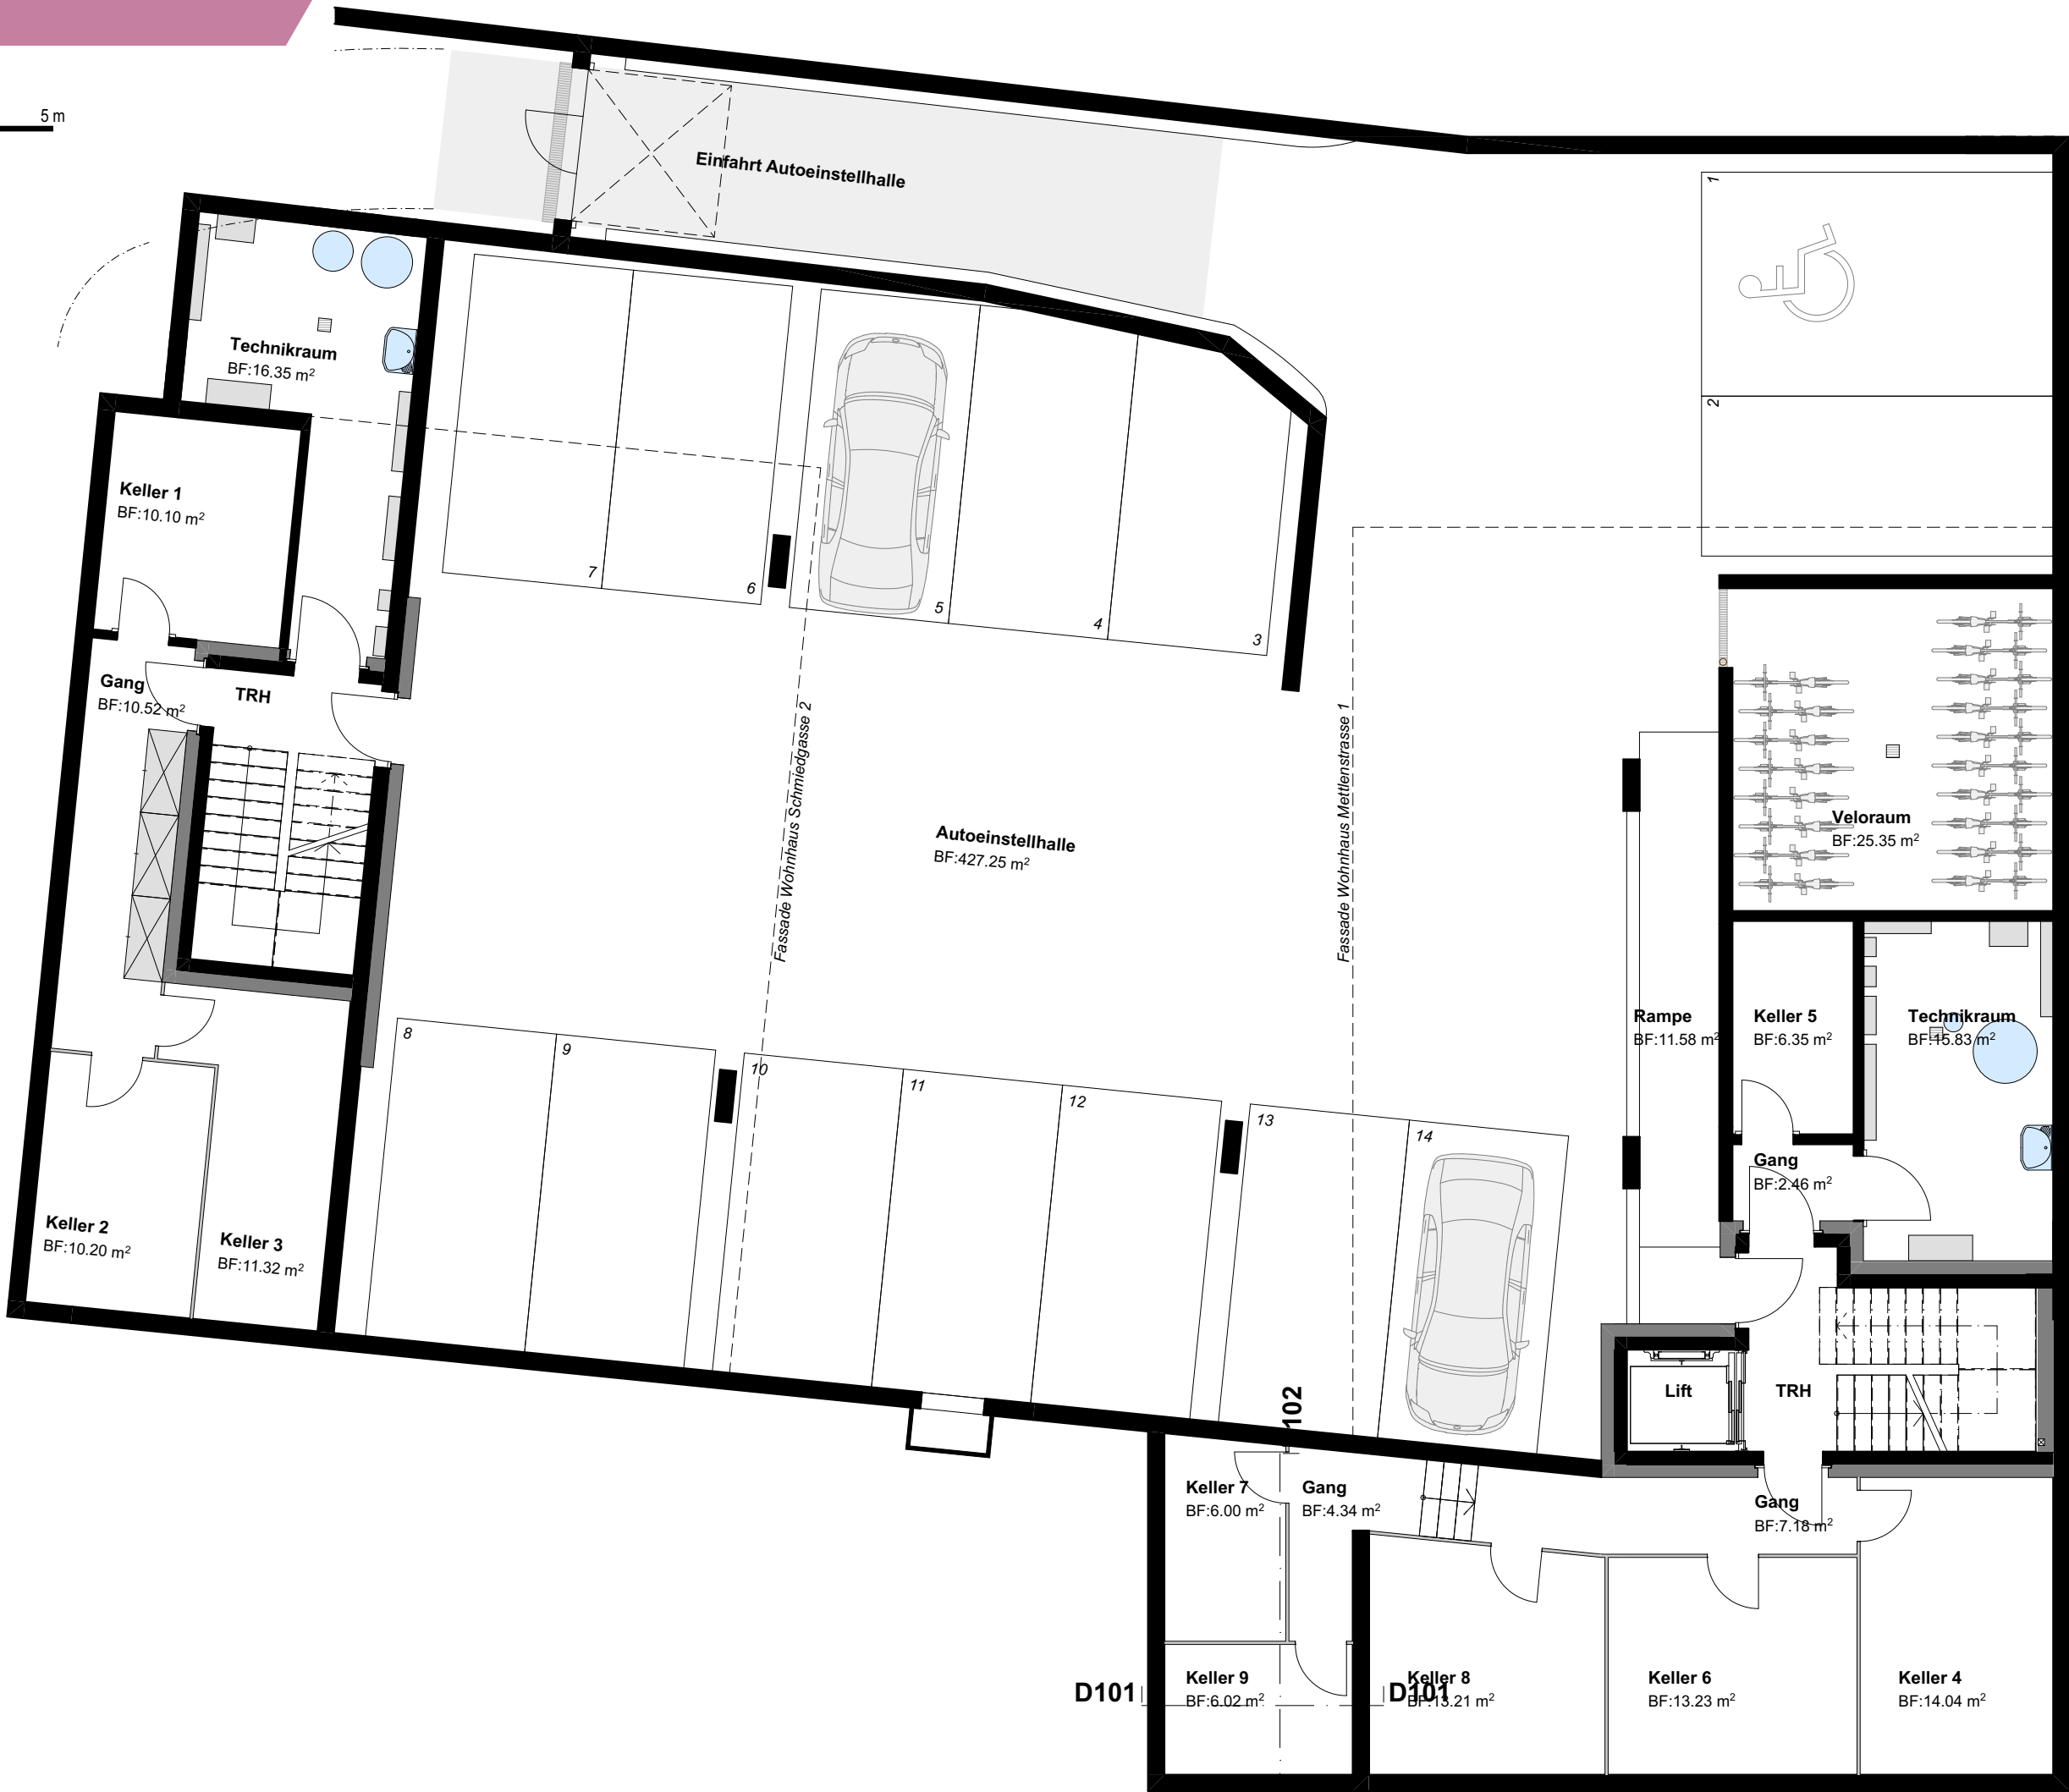 5 m
Einfahrt Autoeinstellhalle
1
2
Technikraum
BF:16.35 m²
Keller 1
BF:10.10 m²
7
6
5
4
3
Gang
BF:10.52 m²
TRH
Fassade Wohnhaus Schmiedgasse 2
Fassade Wohnhaus Mettlenstrasse 1
Autoeinstellhalle
BF:427.25 m²
Veloraum
BF:25.35 m²
Rampe
BF:11.58 m²
Keller 5
BF:6.35 m²
Technikraum
BF:15.83 m²
8
9
10
11
12
13
14
Gang
BF:2.46 m²
Keller 2
BF:10.20 m²
Keller 3
BF:11.32 m²
Lift
TRH
102
Keller 7
BF:6.00 m²
Gang
BF:4.34 m²
Gang
BF:7.18 m²
Keller 9
BF:6.02 m²
D101
D101
Keller 8
BF:13.21 m²
Keller 6
BF:13.23 m²
Keller 4
BF:14.04 m²